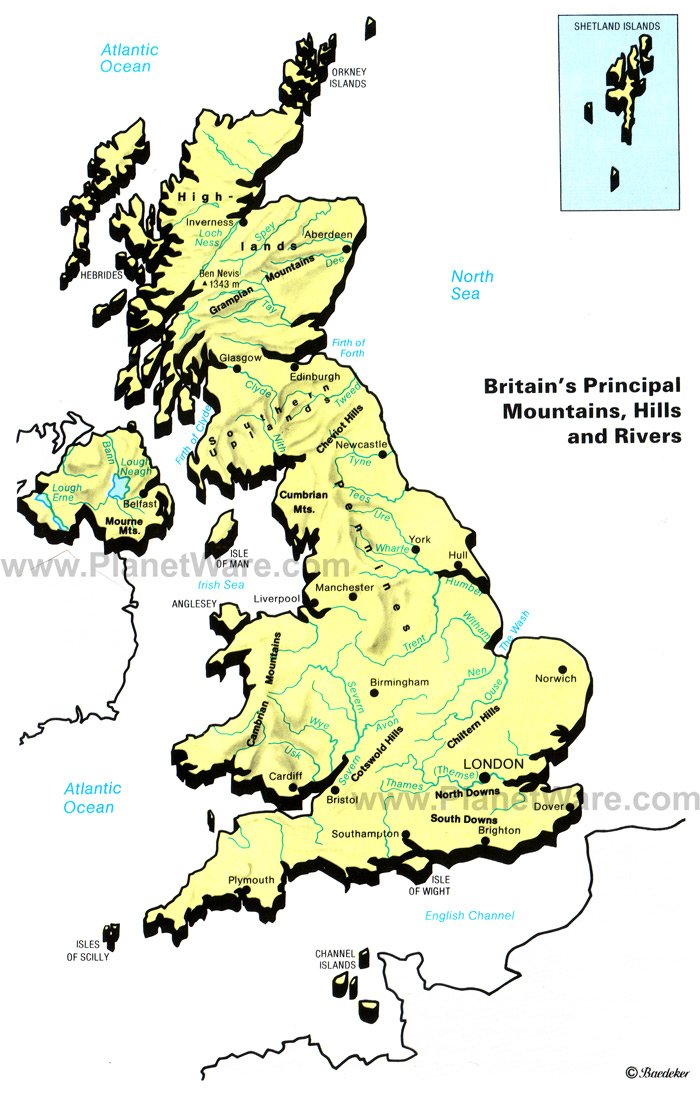 SHETLAND ISLANDS
Atlantic
Ocean
ORKNEY
ISLANDS
High-
Inverness
Loch
Ness
Spey
lands
Aberdeen
Dee
HEBRIDES
Ben Nevis
▲ 1343 m
Grampian Mountains
Tay
North
Sea
Firth of
Forth
Glasgow
Edinburgh
Britain's Principal
Mountains, Hills
and Rivers
Clyde
Tweed
Firth of Clyde
Southern
Uplands
Nith
Cheviot Hills
Newcastle
Tyne
Bann
Lough
Neagh
Lough
Erne
Belfast
Mourne
Mts.
Cumbrian
Mts.
Pennines
Tees
Ure
York
Wharfe
Hull
Humber
ISLE
OF MAN
www.PlanetWare.com
Irish Sea
ANGLESEY
Liverpool
Manchester
Trent
Witham
The Wash
Cambrian Mountains
Severn
Birmingham
Nen
Ouse
Norwich
Wye
Avon
Usk
Severn
Cotswold Hills
Chiltern Hills
LONDON
Cardiff
Bristol
Thames
(Themse)
North Downs
www.PlanetWare.com
Dover
South Downs
Atlantic
Ocean
Southampton
Brighton
Plymouth
ISLE
OF WIGHT
English Channel
ISLES
OF SCILLY
CHANNEL
ISLANDS
© Baedeker